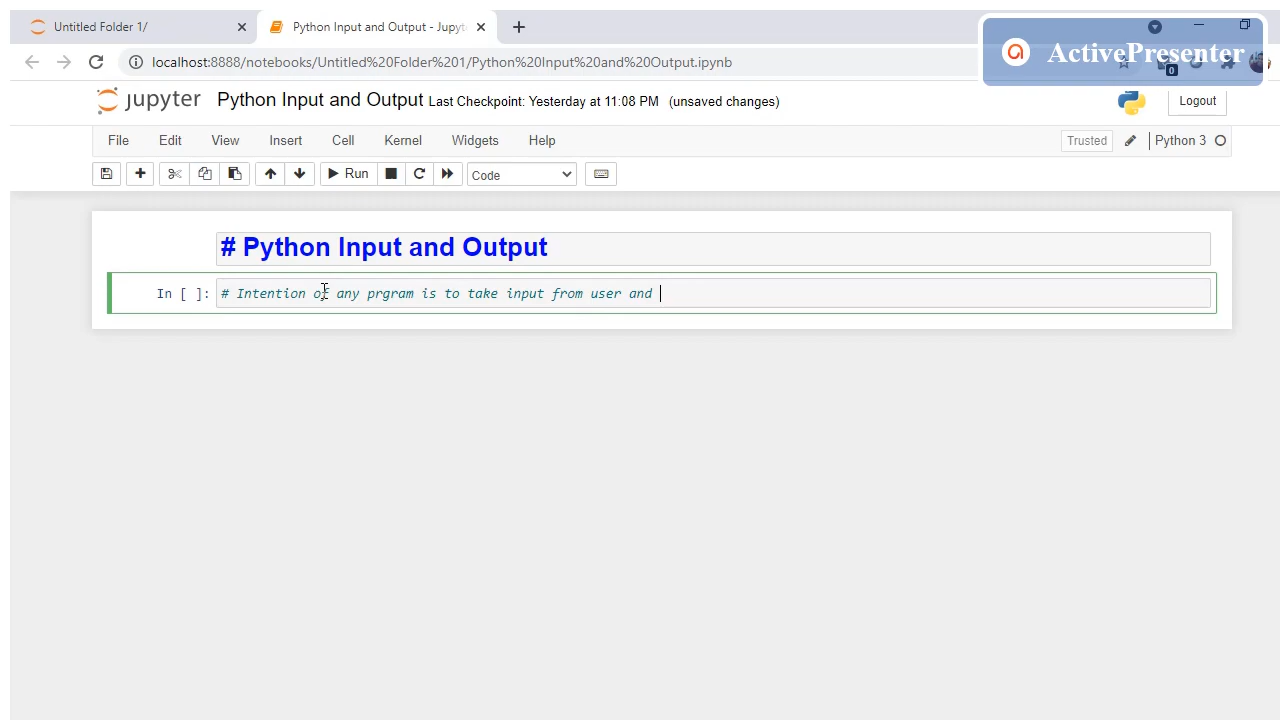 Untitled Folder 1/
Python Input and Output - Jupyt
ActivePresenter
localhost:8888/notebooks/Untitled%20Folder%201/Python%20Input%20and%20Output.ipynb
0
jupyter Python Input and Output Last Checkpoint: Yesterday at 11:08 PM (unsaved changes)
Logout
File Edit View Insert Cell Kernel Widgets Help
Trusted Python 3
Run Code
# Python Input and Output
In [ ]: # Intention of any prgram is to take input from user and